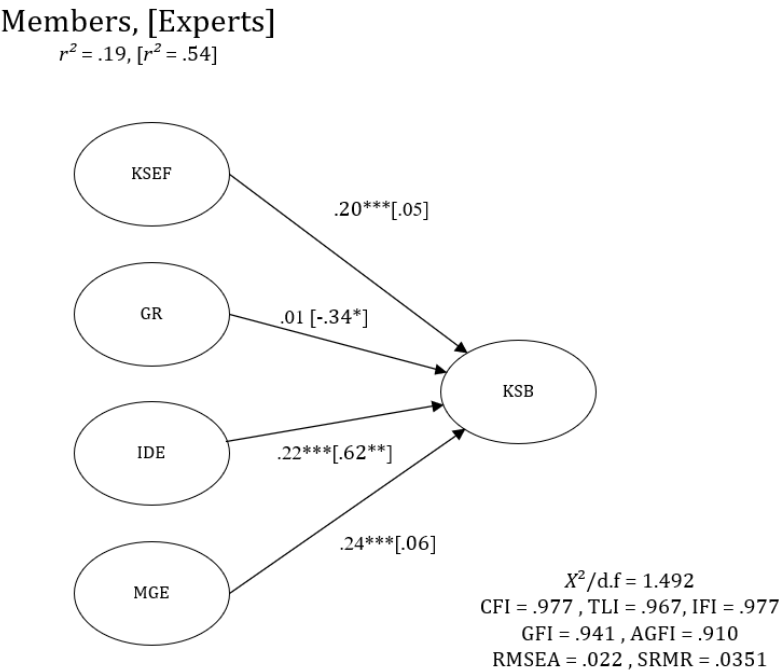 Members, [Experts]
r² = .19, [r² = .54]
KSEF
.20***[.05]
GR
.01 [-.34*]
KSB
IDE
.22***[.62**]
.24***[.06]
MGE
X²/d.f = 1.492
CFI = .977 , TLI = .967, IFI = .977
GFI = .941 , AGFI = .910
RMSEA = .022 , SRMR = .0351